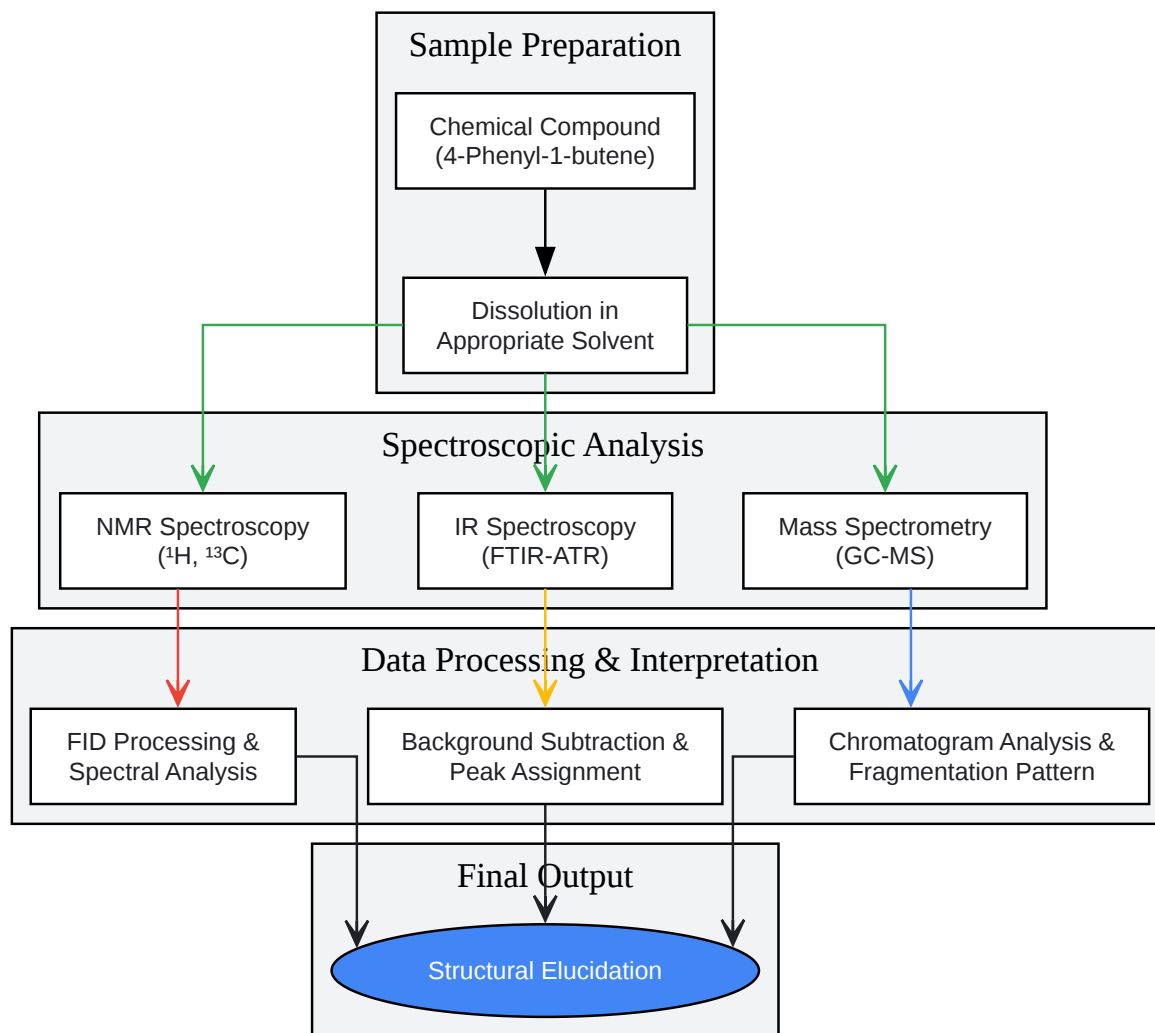 Sample Preparation
Chemical Compound
(4-Phenyl-1-butene)
Dissolution in
Appropriate Solvent
Spectroscopic Analysis
NMR Spectroscopy
(¹H, ¹³C)
IR Spectroscopy
(FTIR-ATR)
Mass Spectrometry
(GC-MS)
Data Processing & Interpretation
FID Processing &
Spectral Analysis
Background Subtraction &
Peak Assignment
Chromatogram Analysis &
Fragmentation Pattern
Final Output
Structural Elucidation